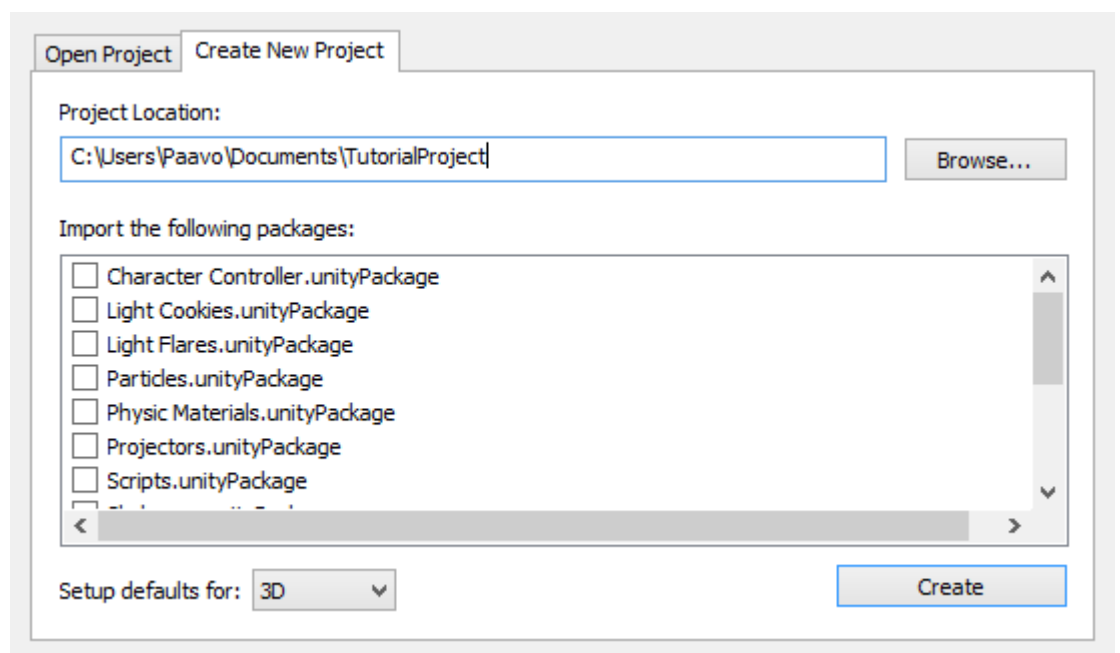 Open Project Create New Project
Project Location:
C:\Users\Paavo\Documents\TutorialProject
Browse...
Import the following packages:
Character Controller.unityPackage
Light Cookies.unityPackage
Light Flares.unityPackage
Particles.unityPackage
Physic Materials.unityPackage
Projectors.unityPackage
Scripts.unityPackage
Setup defaults for: 3D
Create